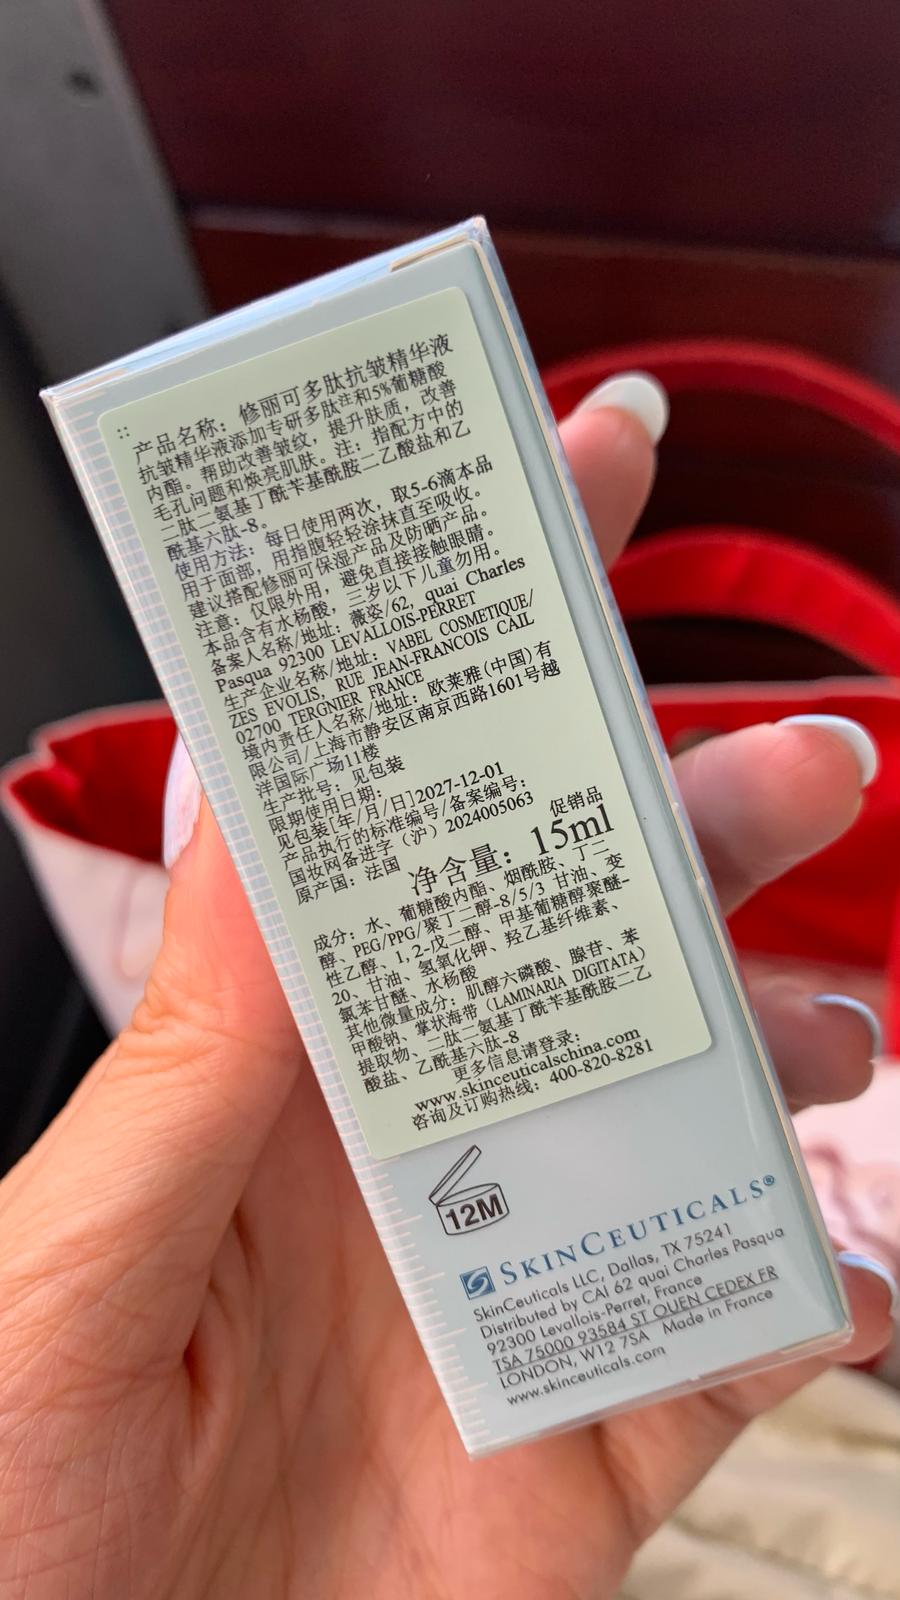 产品名称：修丽可多肽抗皱精华液
抗皱精华液添加专研多肽注和5%葡糖酸
内酯。帮助改善皱纹，提升肤质，改善
毛孔问题和焕亮肌肤。注：指配方中的
二肽二氨基丁酰苄基酰胺二乙酸盐和乙
酰基六肽-8。
使用方法：每日使用两次，取5-6滴本品
用于面部，用指腹轻轻涂抹直至吸收。
建议搭配修丽可保湿产品及防晒产品。
注意：仅限外用，避免直接接触眼睛。
本品含有水杨酸，三岁以下儿童勿用。
备案人名称/地址：薇姿/62, quai Charles
Pasqua 92300 LEVALLOIS-PERRET
生产企业名称/地址：VABEL COSMETIQUE/
ZES EVOLIS, RUE JEAN-FRANCOIS CAIL
02700 TERGNIER FRANCE
境内责任人名称/地址：欧莱雅(中国)有
限公司/上海市静安区南京西路1601号越
洋国际广场11楼
生产批号：见包装
限期使用日期：
见包装[年/月/日]2027-12-01
产品执行的标准编号/备案编号：
国妆网备进字（沪）2024005063
原产国：法国
促销品
净含量：15ml
成分：水、葡糖酸内酯、烟酰胺、丁二
醇、PEG/PPG/聚丁二醇-8/5/3 甘油、变
性乙醇、1,2-戊二醇、甲基葡糖醇聚醚-
20、甘油、氢氧化钾、羟乙基纤维素、
氯苯甘醚、水杨酸
其他微量成分：肌醇六磷酸、腺苷、苯
甲酸钠、掌状海带（LAMINARIA DIGITATA）
提取物、二肽二氨基丁酰苄基酰胺二乙
酸盐、乙酰基六肽-8
更多信息请登录：
www.skinceuticalschina.com
咨询及订购热线：400-820-8281
12M
SKINCEUTICALS®
SkinCeuticals LLC, Dallas, TX 75241
Distributed by CAI 62 quai Charles Pasqua
92300 Levallois-Perret, France
TSA 75000 93584 ST OUEN CEDEX FR
LONDON, W12 7SA Made in France
www.skinceuticals.com